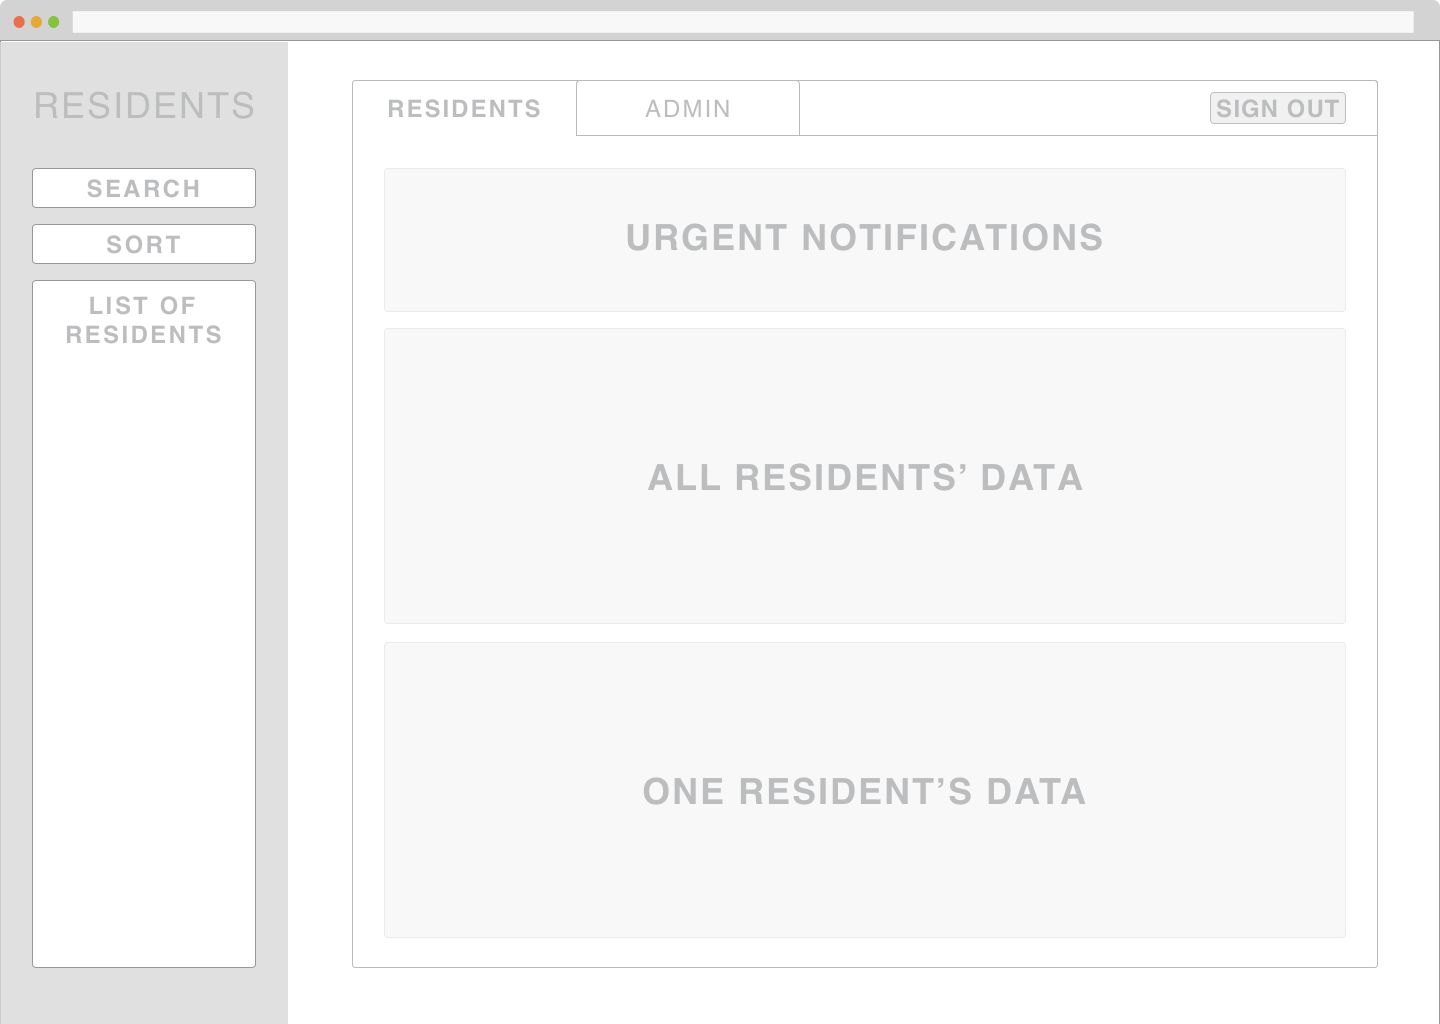 RESIDENTS
SEARCH
SORT
LIST OF
RESIDENTS
RESIDENTS
ADMIN
SIGN OUT
URGENT NOTIFICATIONS
ALL RESIDENTS’ DATA
ONE RESIDENT’S DATA